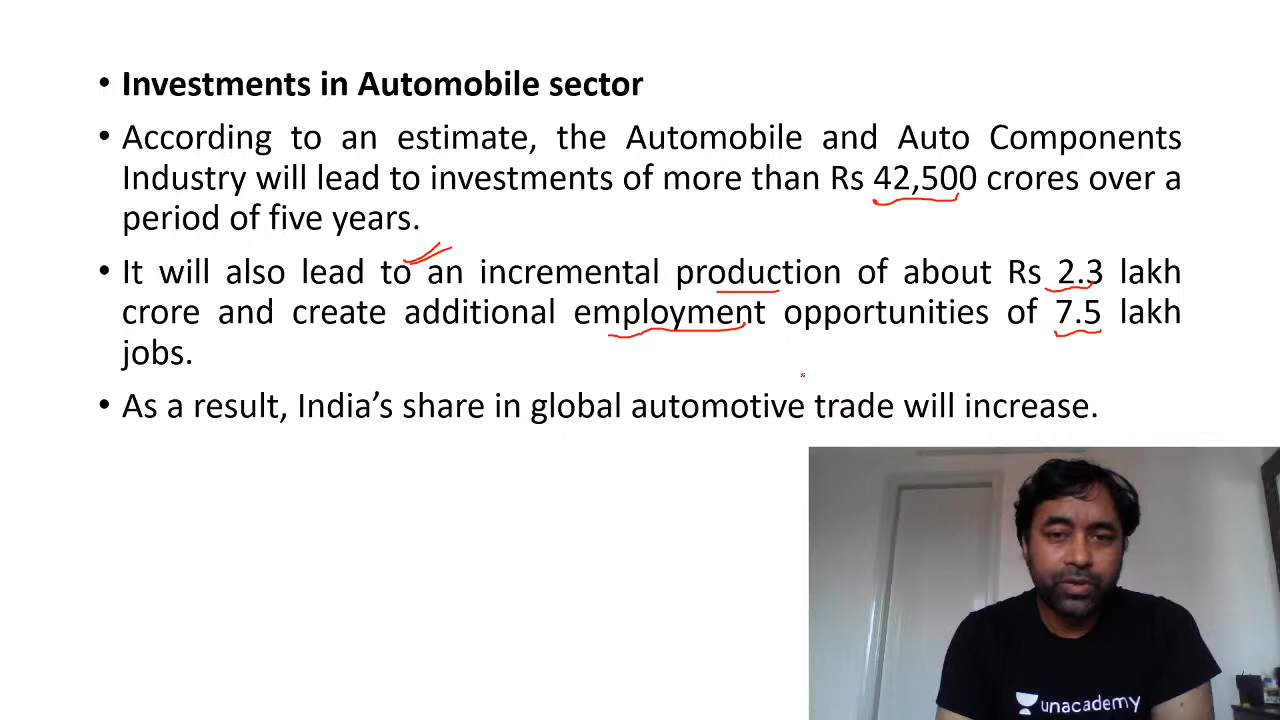 • Investments in Automobile sector
• According to an estimate, the Automobile and Auto Components
Industry will lead to investments of more than Rs 42,500 crores over a
period of five years.
• It will also lead to an incremental production of about Rs 2.3 lakh
crore and create additional employment opportunities of 7.5 lakh
jobs.
• As a result, India’s share in global automotive trade will increase.
unacademy